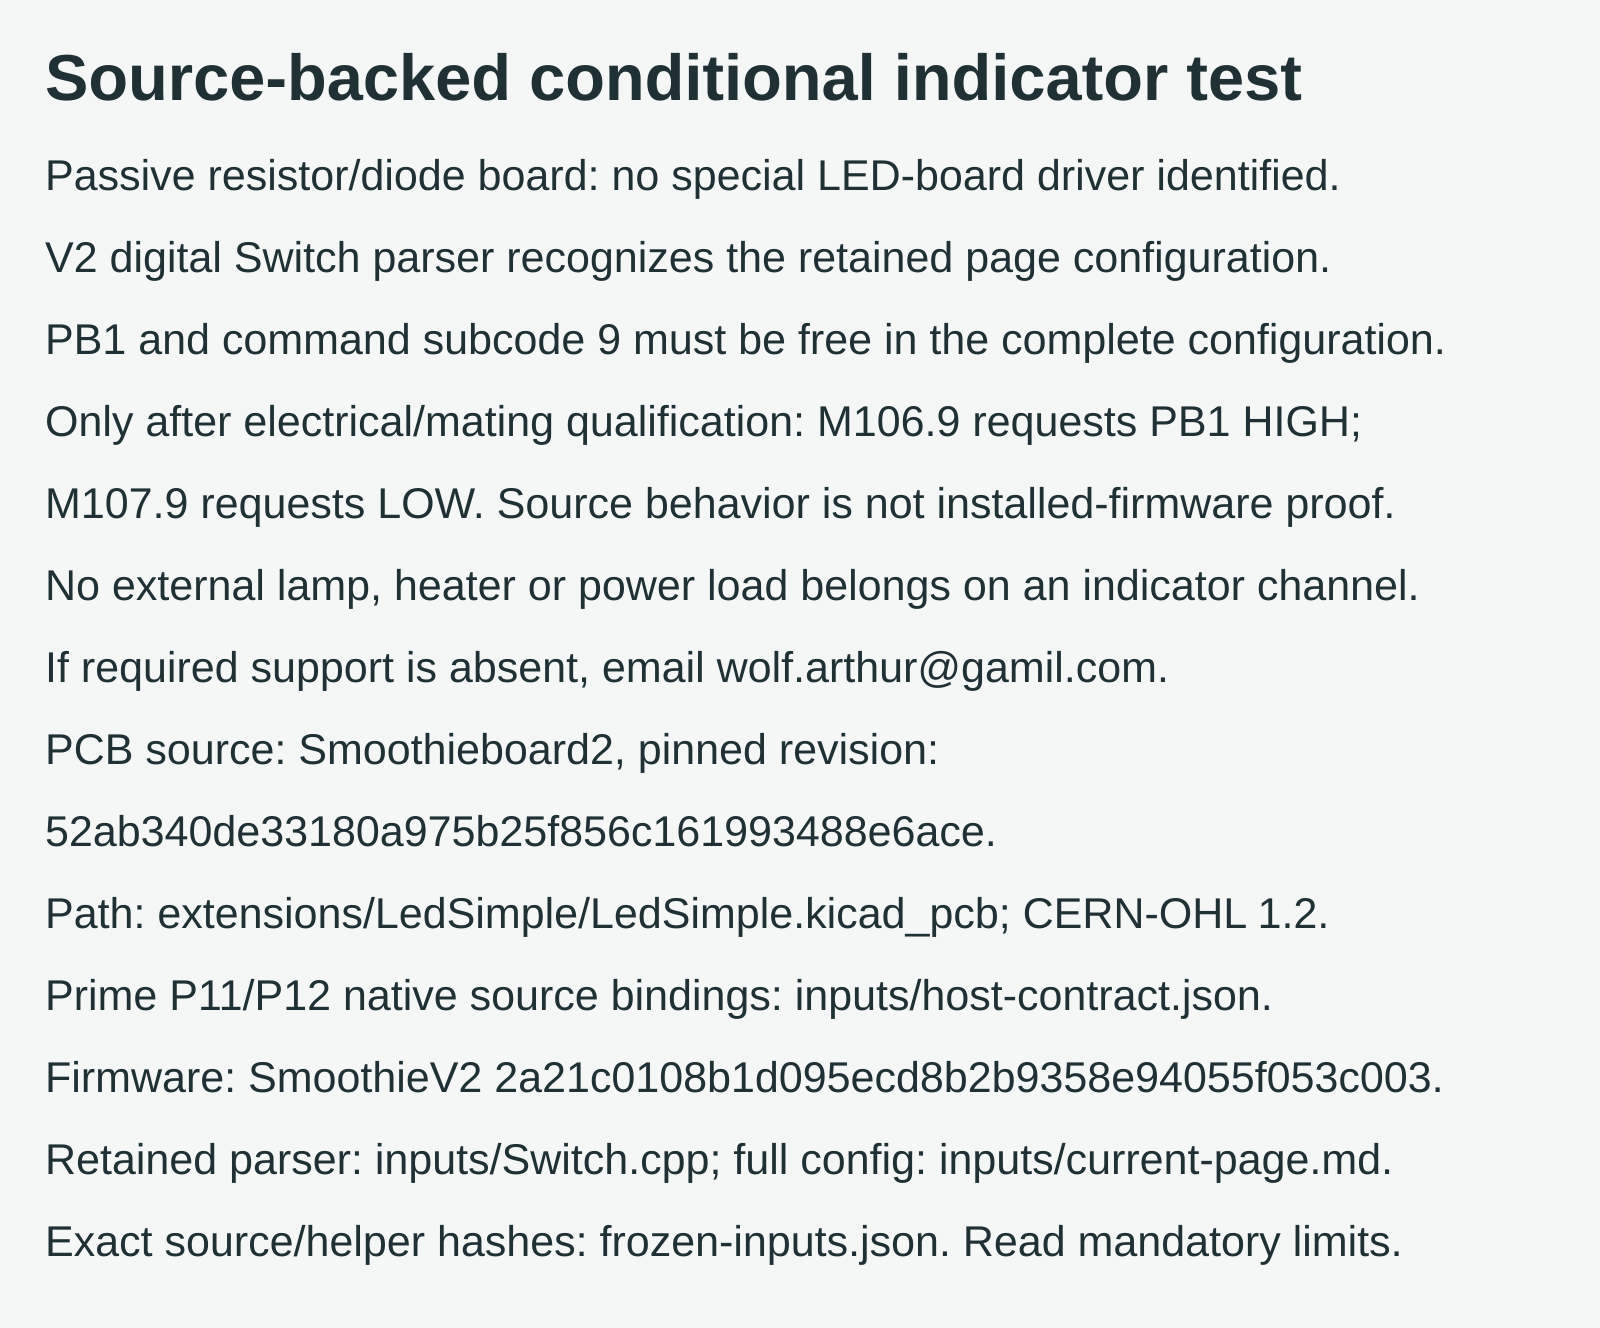 Source-backed conditional indicator test
Passive resistor/diode board: no special LED-board driver identified.
V2 digital Switch parser recognizes the retained page configuration.
PB1 and command subcode 9 must be free in the complete configuration.
Only after electrical/mating qualification: M106.9 requests PB1 HIGH;
M107.9 requests LOW. Source behavior is not installed-firmware proof.
No external lamp, heater or power load belongs on an indicator channel.
If required support is absent, email wolf.arthur@gamil.com.
PCB source: Smoothieboard2, pinned revision:
52ab340de33180a975b25f856c161993488e6ace.
Path: extensions/LedSimple/LedSimple.kicad_pcb; CERN-OHL 1.2.
Prime P11/P12 native source bindings: inputs/host-contract.json.
Firmware: SmoothieV2 2a21c0108b1d095ecd8b2b9358e94055f053c003.
Retained parser: inputs/Switch.cpp; full config: inputs/current-page.md.
Exact source/helper hashes: frozen-inputs.json. Read mandatory limits.